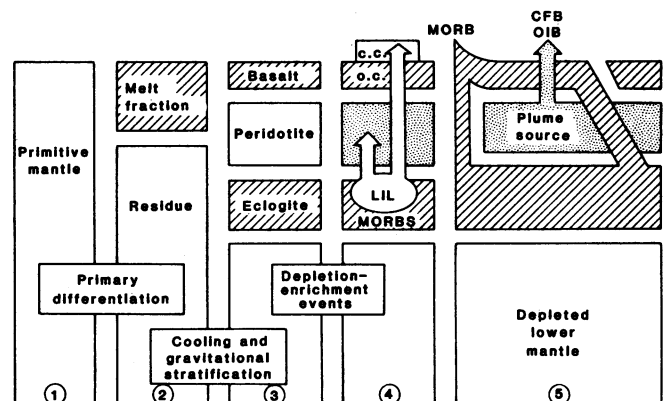 MORB
CFB
OIB
c.c.
o.c.
Melt
fraction
Basalt
Primitive
mantle
Peridotite
Plume
source
Residue
Eclogite
LIL
MORBS
Primary
differentiation
Depletion–
enrichment
events
Cooling and
gravitational
stratification
Depleted
lower
mantle
1
2
3
4
5